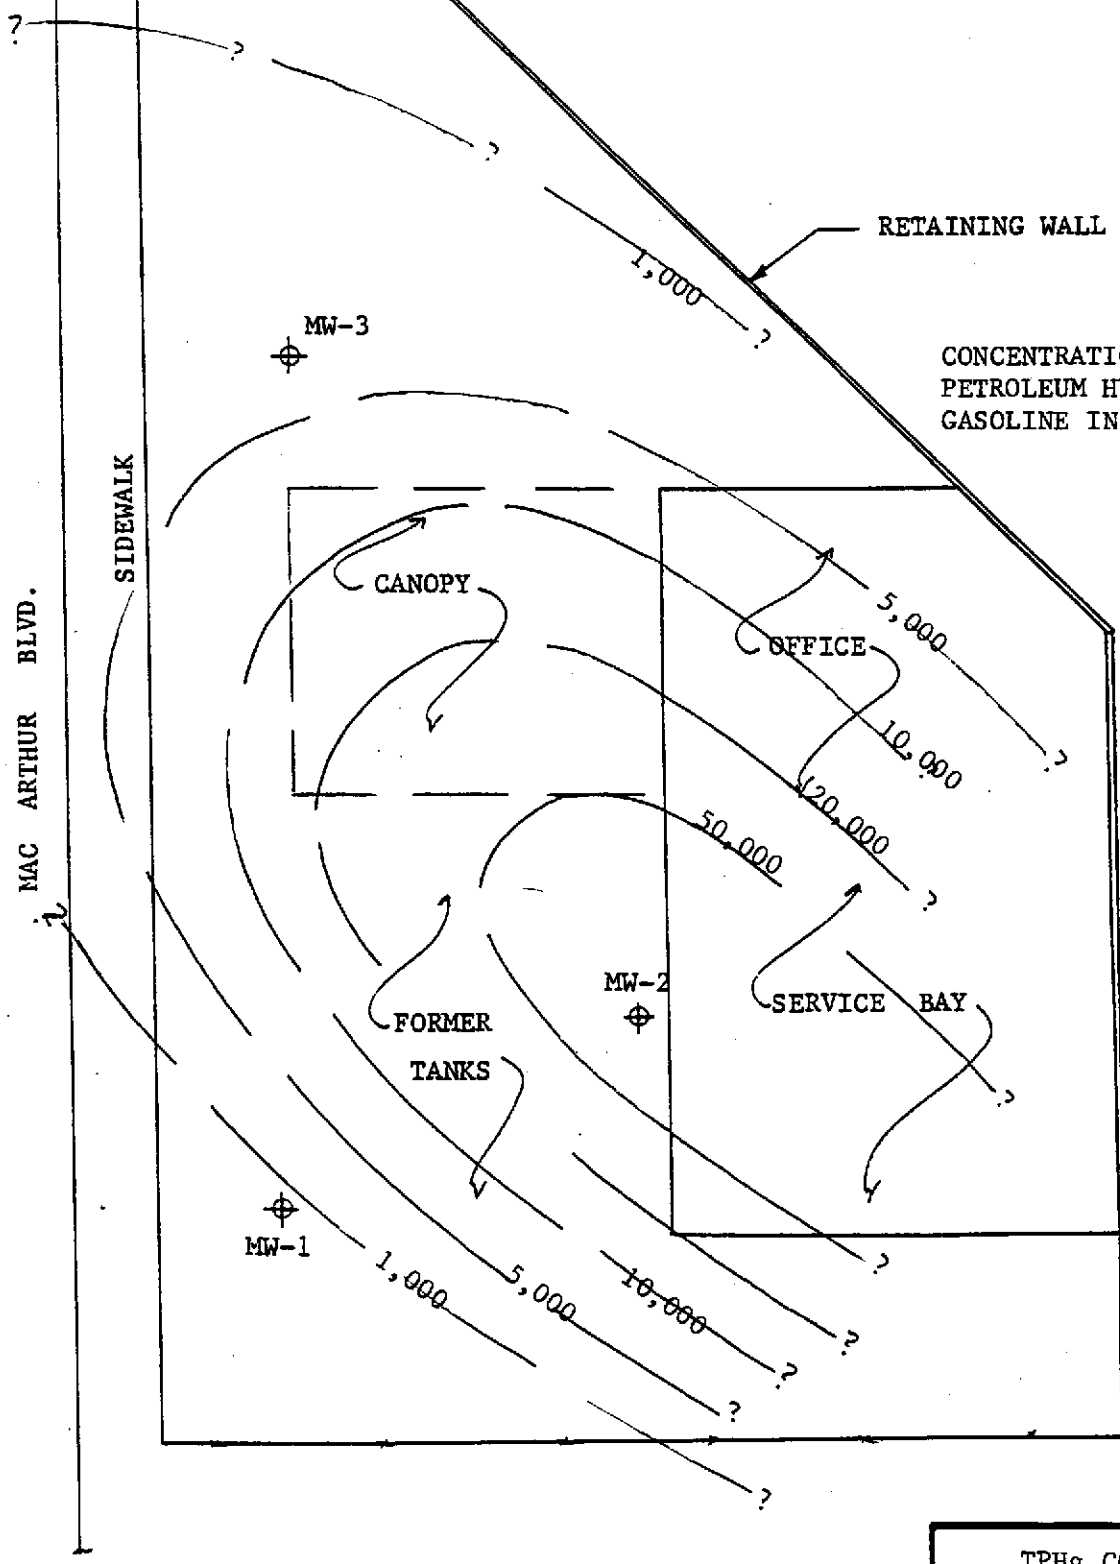 ?
?
?
RETAINING WALL
1,000
?
MW-3
CONCENTRATI
PETROLEUM H
GASOLINE IN
SIDEWALK
MAC ARTHUR BLVD.
CANOPY
OFFICE
5,000
10,000
?
?
20,000
50,000
?
?
MW-2
SERVICE BAY
FORMER
TANKS
?
MW-1
?
1,000
5,000
10,000
?
?
?
?
TPHg C